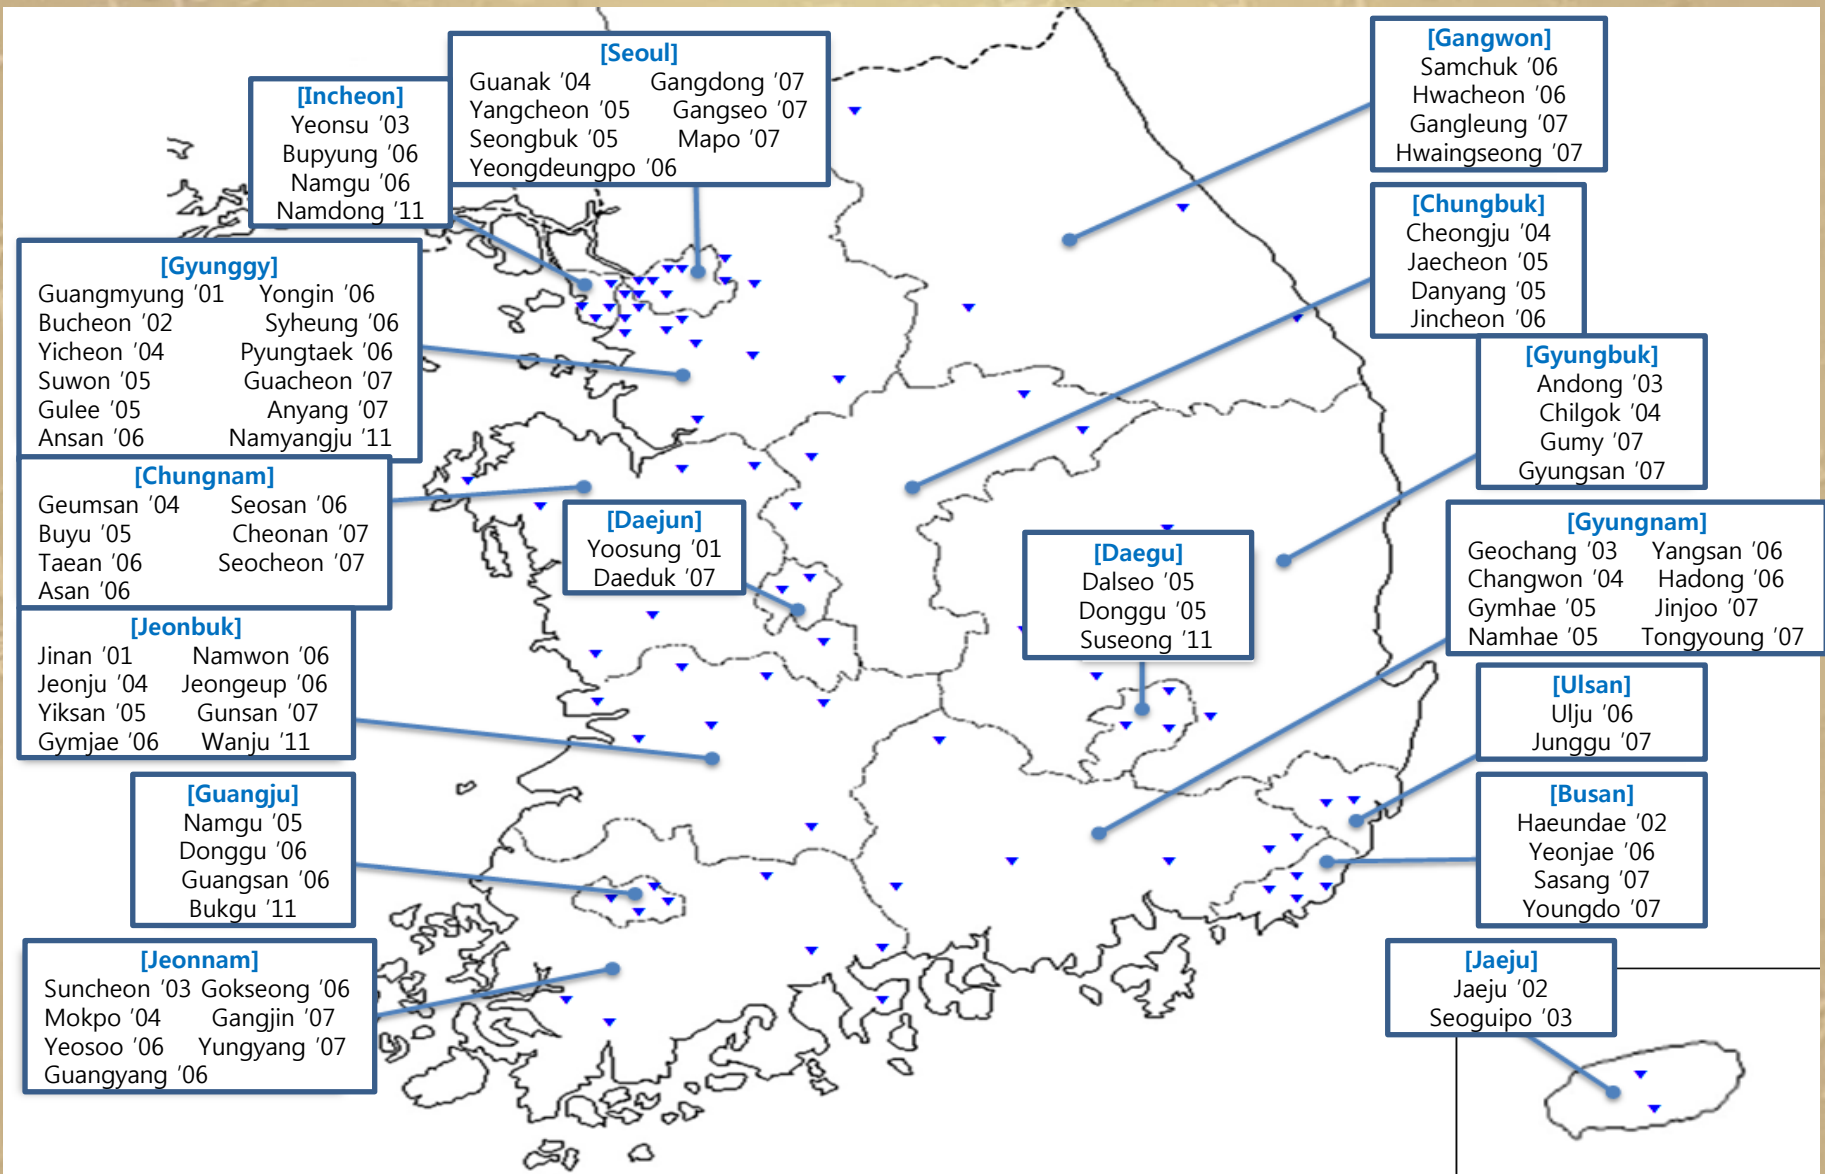 [Seoul]
Guanak '04 Gangdong '07
Yangcheon '05 Gangseo '07
Seongbuk '05 Mapo '07
Yeongdeungpo '06
[Incheon]
Yeonsu '03
Bupyung '06
Namgu '06
Namdong '11
[Gangwon]
Samchuk '06
Hwacheon '06
Gangleung '07
Hwaingseong '07
[Chungbuk]
Cheongju '04
Jaecheon '05
Danyang '05
Jincheon '06
[Gyunggy]
Guangmyung '01 Yongin '06
Bucheon '02 Syheung '06
Yicheon '04 Pyungtaek '06
Suwon '05 Guacheon '07
Gulee '05 Anyang '07
Ansan '06 Namyangju '11
[Gyungbuk]
Andong '03
Chilgok '04
Gumy '07
Gyungsan '07
[Chungnam]
Geumsan '04 Seosan '06
Buyu '05 Cheonan '07
Taean '06 Seocheon '07
Asan '06
[Daejun]
Yoosung '01
Daeduk '07
[Daegu]
Dalseo '05
Donggu '05
Suseong '11
[Gyungnam]
Geochang '03 Yangsan '06
Changwon '04 Hadong '06
Gymhae '05 Jinjoo '07
Namhae '05 Tongyoung '07
[Jeonbuk]
Jinan '01 Namwon '06
Jeonju '04 Jeongeup '06
Yiksan '05 Gunsan '07
Gymjae '06 Wanju '11
[Ulsan]
Ulju '06
Junggu '07
[Guangju]
Namgu '05
Donggu '06
Guangsan '06
Bukgu '11
[Busan]
Haeundae '02
Yeonjae '06
Sasang '07
Youngdo '07
[Jeonnam]
Suncheon '03 Gokseong '06
Mokpo '04 Gangjin '07
Yeosoo '06 Yungyang '07
Guangyang '06
[Jaeju]
Jaeju '02
Seoguipo '03